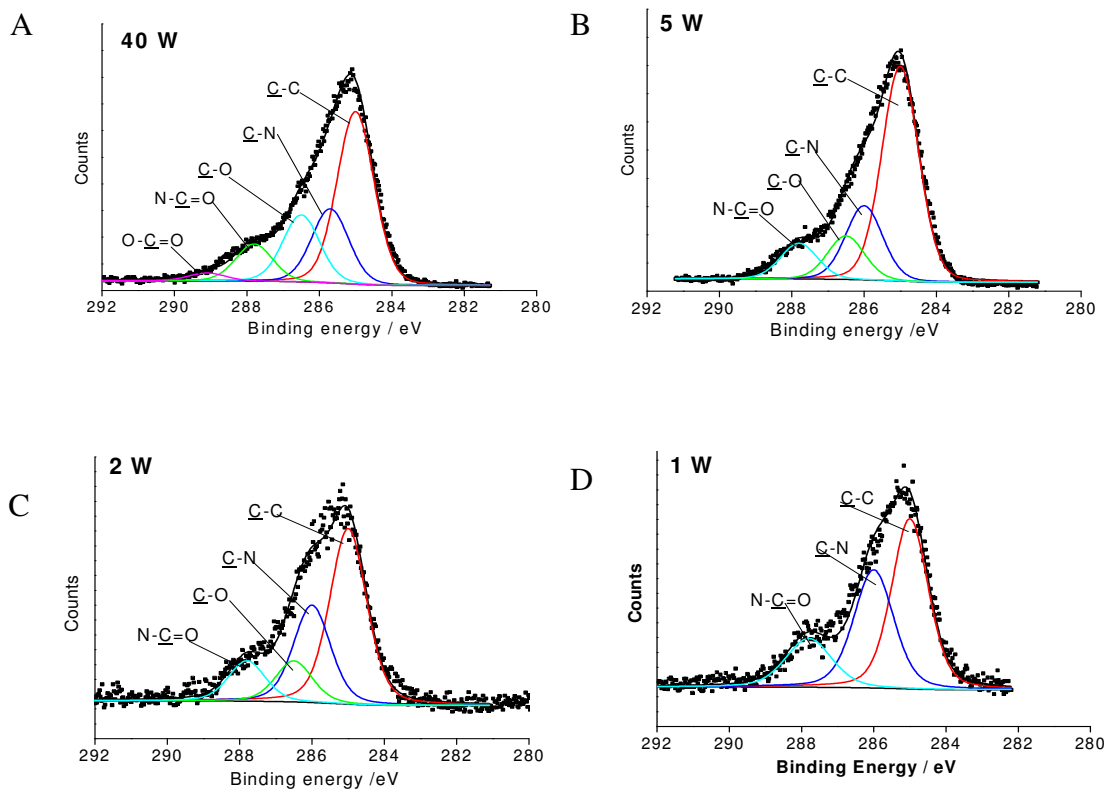 A
40 W
C-C
C-N
C-O
N-C=O
O-C=O
Counts
292 290 288 286 284 282 280
Binding energy / eV
B
5 W
C-C
C-N
C-O
N-C=O
Counts
292 290 288 286 284 282 280
Binding energy /eV
C
2 W
C-C
C-N
C-O
N-C=O
Counts
292 290 288 286 284 282 280
Binding energy /eV
D
1 W
C-C
C-N
N-C=O
Counts
292 290 288 286 284 282 280
Binding Energy / eV